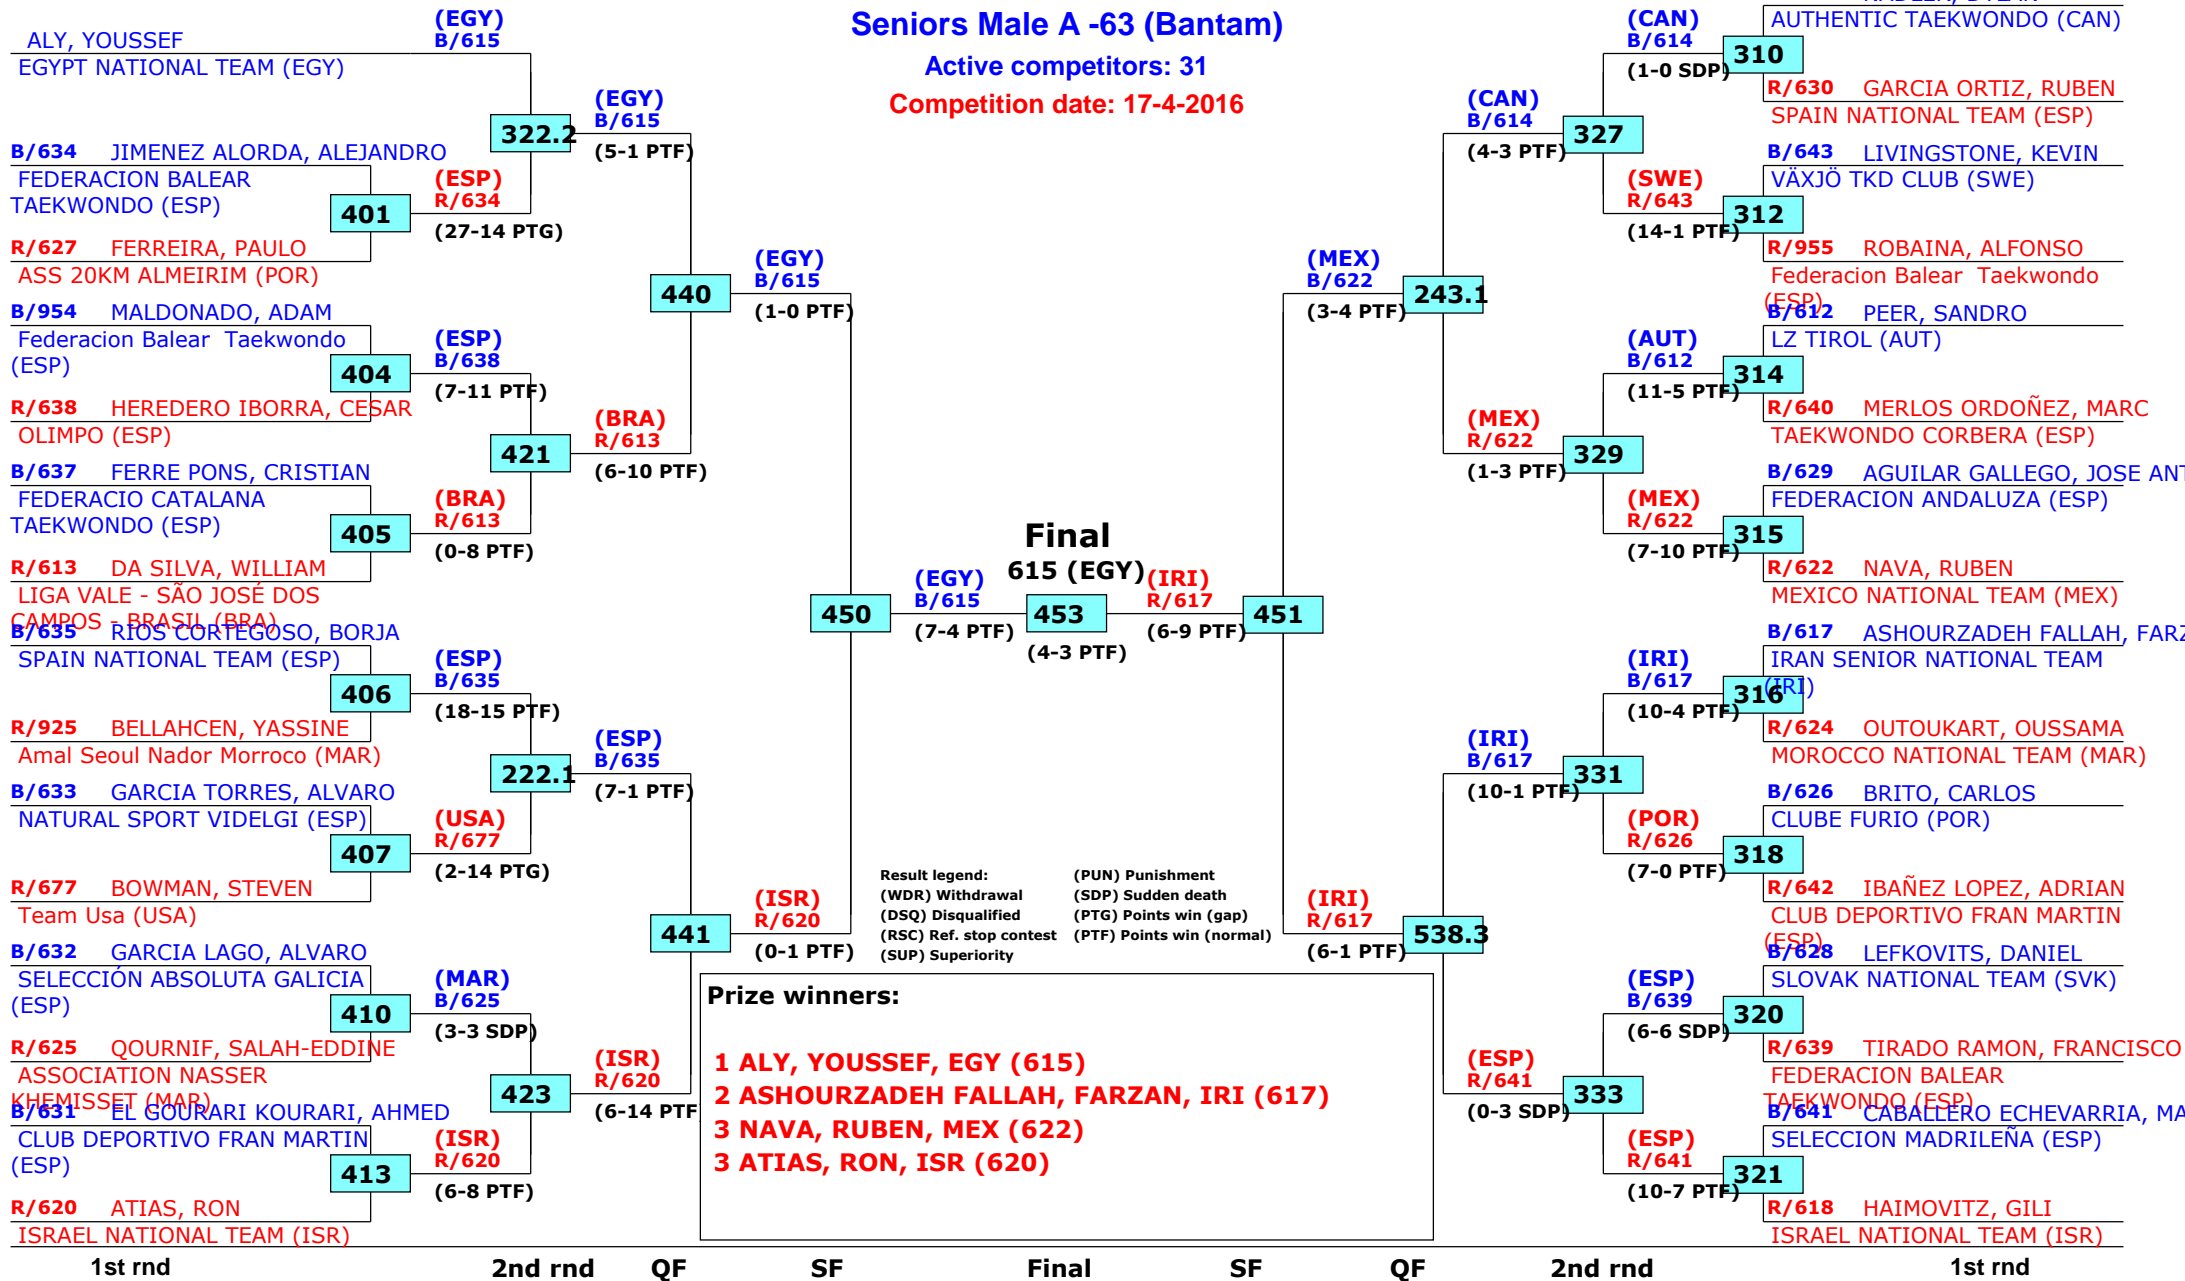 Seniors Male A -63 (Bantam)
Active competitors: 31
Competition date: 17-4-2016
ALY, YOUSSEF
EGYPT NATIONAL TEAM (EGY)
B/634 JIMENEZ ALORDA, ALEJANDRO
FEDERACION BALEAR
TAEKWONDO (ESP)
401
R/627 FERREIRA, PAULO
ASS 20KM ALMEIRIM (POR)
B/954 MALDONADO, ADAM
Federacion Balear Taekwondo
(ESP)
404
R/638 HEREDERO IBORRA, CESAR
OLIMPO (ESP)
B/637 FERRE PONS, CRISTIAN
FEDERACIO CATALANA
TAEKWONDO (ESP)
405
R/613 DA SILVA, WILLIAM
LIGA VALE - SÃO JOSÉ DOS
CAMPOS - BRASIL (BRA)
B/635 RIOS CORTEGOSO, BORJA
SPAIN NATIONAL TEAM (ESP)
406
R/925 BELLAHCEN, YASSINE
Amal Seoul Nador Morroco (MAR)
B/633 GARCIA TORRES, ALVARO
NATURAL SPORT VIDELGI (ESP)
407
R/677 BOWMAN, STEVEN
Team Usa (USA)
B/632 GARCIA LAGO, ALVARO
SELECCIÓN ABSOLUTA GALICIA
(ESP)
410
R/625 QOURNIF, SALAH-EDDINE
ASSOCIATION NASSER
KHEMISSET (MAR)
B/631 EL GOURARI KOURARI, AHMED
CLUB DEPORTIVO FRAN MARTIN
(ESP)
413
R/620 ATIAS, RON
ISRAEL NATIONAL TEAM (ISR)
(EGY)
B/615
322.2
(ESP)
R/634
(27-14 PTG)
(ESP)
B/638
(7-11 PTF)
421
(BRA)
R/613
(0-8 PTF)
(ESP)
B/635
(18-15 PTF)
222.1
(USA)
R/677
(2-14 PTG)
(MAR)
B/625
(3-3 SDP)
423
(ISR)
R/620
(6-8 PTF)
(EGY)
B/615
(5-1 PTF)
440
(BRA)
R/613
(6-10 PTF)
(ESP)
B/635
(7-1 PTF)
441
(ISR)
R/620
(6-14 PTF
(EGY)
B/615
(1-0 PTF)
450
(ISR)
R/620
(0-1 PTF)
(EGY)
B/615
(7-4 PTF)
Final
615 (EGY)
453
(4-3 PTF)
(IRI)
R/617
(6-9 PTF)
451
(MEX)
B/622
(3-4 PTF)
243.1
(IRI)
R/617
(6-1 PTF)
538.3
(CAN)
B/614
(4-3 PTF)
327
(MEX)
R/622
(1-3 PTF)
329
(IRI)
B/617
(10-1 PTF)
331
(ESP)
R/641
(0-3 SDP)
333
(CAN)
B/614
(1-0 SDP)
310
(SWE)
R/643
(14-1 PTF)
312
(AUT)
B/612
(11-5 PTF)
314
(MEX)
R/622
(7-10 PTF)
315
(IRI)
B/617
(10-4 PTF)
316
(POR)
R/626
(7-0 PTF)
318
(ESP)
B/639
(6-6 SDP)
320
(ESP)
R/641
(10-7 PTF)
321
AUTHENTIC TAEKWONDO (CAN)
R/630 GARCIA ORTIZ, RUBEN
SPAIN NATIONAL TEAM (ESP)
B/643 LIVINGSTONE, KEVIN
VÄXJÖ TKD CLUB (SWE)
R/955 ROBAINA, ALFONSO
Federacion Balear Taekwondo
(ESP)
B/612 PEER, SANDRO
LZ TIROL (AUT)
R/640 MERLOS ORDOÑEZ, MARC
TAEKWONDO CORBERA (ESP)
B/629 AGUILAR GALLEGO, JOSE ANT
FEDERACION ANDALUZA (ESP)
R/622 NAVA, RUBEN
MEXICO NATIONAL TEAM (MEX)
B/617 ASHOURZADEH FALLAH, FARZ
IRAN SENIOR NATIONAL TEAM
(IRI)
R/624 OUTOUKART, OUSSAMA
MOROCCO NATIONAL TEAM (MAR)
B/626 BRITO, CARLOS
CLUBE FURIO (POR)
R/642 IBAÑEZ LOPEZ, ADRIAN
CLUB DEPORTIVO FRAN MARTIN
(ESP)
B/628 LEFKOVITS, DANIEL
SLOVAK NATIONAL TEAM (SVK)
R/639 TIRADO RAMON, FRANCISCO
FEDERACION BALEAR
TAEKWONDO (ESP)
B/641 CABALLERO ECHEVARRIA, MA
SELECCION MADRILEÑA (ESP)
R/618 HAIMOVITZ, GILI
ISRAEL NATIONAL TEAM (ISR)
Result legend:
(WDR) Withdrawal
(DSQ) Disqualified
(RSC) Ref. stop contest
(SUP) Superiority
(PUN) Punishment
(SDP) Sudden death
(PTG) Points win (gap)
(PTF) Points win (normal)
Prize winners:
1 ALY, YOUSSEF, EGY (615)
2 ASHOURZADEH FALLAH, FARZAN, IRI (617)
3 NAVA, RUBEN, MEX (622)
3 ATIAS, RON, ISR (620)
1st rnd 2nd rnd QF SF Final SF QF 2nd rnd 1st rnd